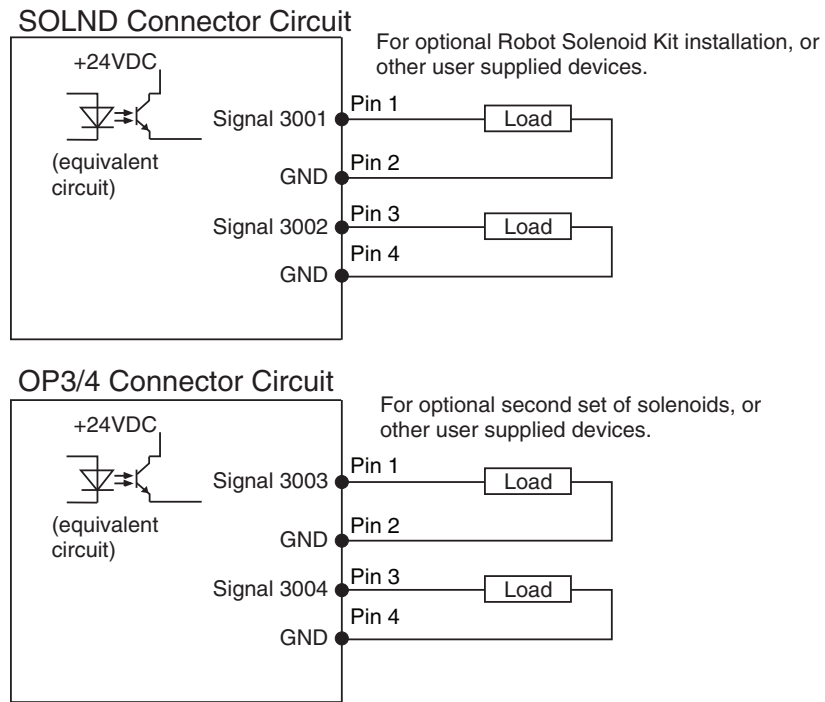 SOLND Connector Circuit
For optional Robot Solenoid Kit installation, or
other user supplied devices.
+24VDC
(equivalent
circuit)
Signal 3001
Pin 1
Load
GND
Pin 2
Signal 3002
Pin 3
Load
GND
Pin 4
OP3/4 Connector Circuit
For optional second set of solenoids, or
other user supplied devices.
+24VDC
(equivalent
circuit)
Signal 3003
Pin 1
Load
GND
Pin 2
Signal 3004
Pin 3
Load
GND
Pin 4